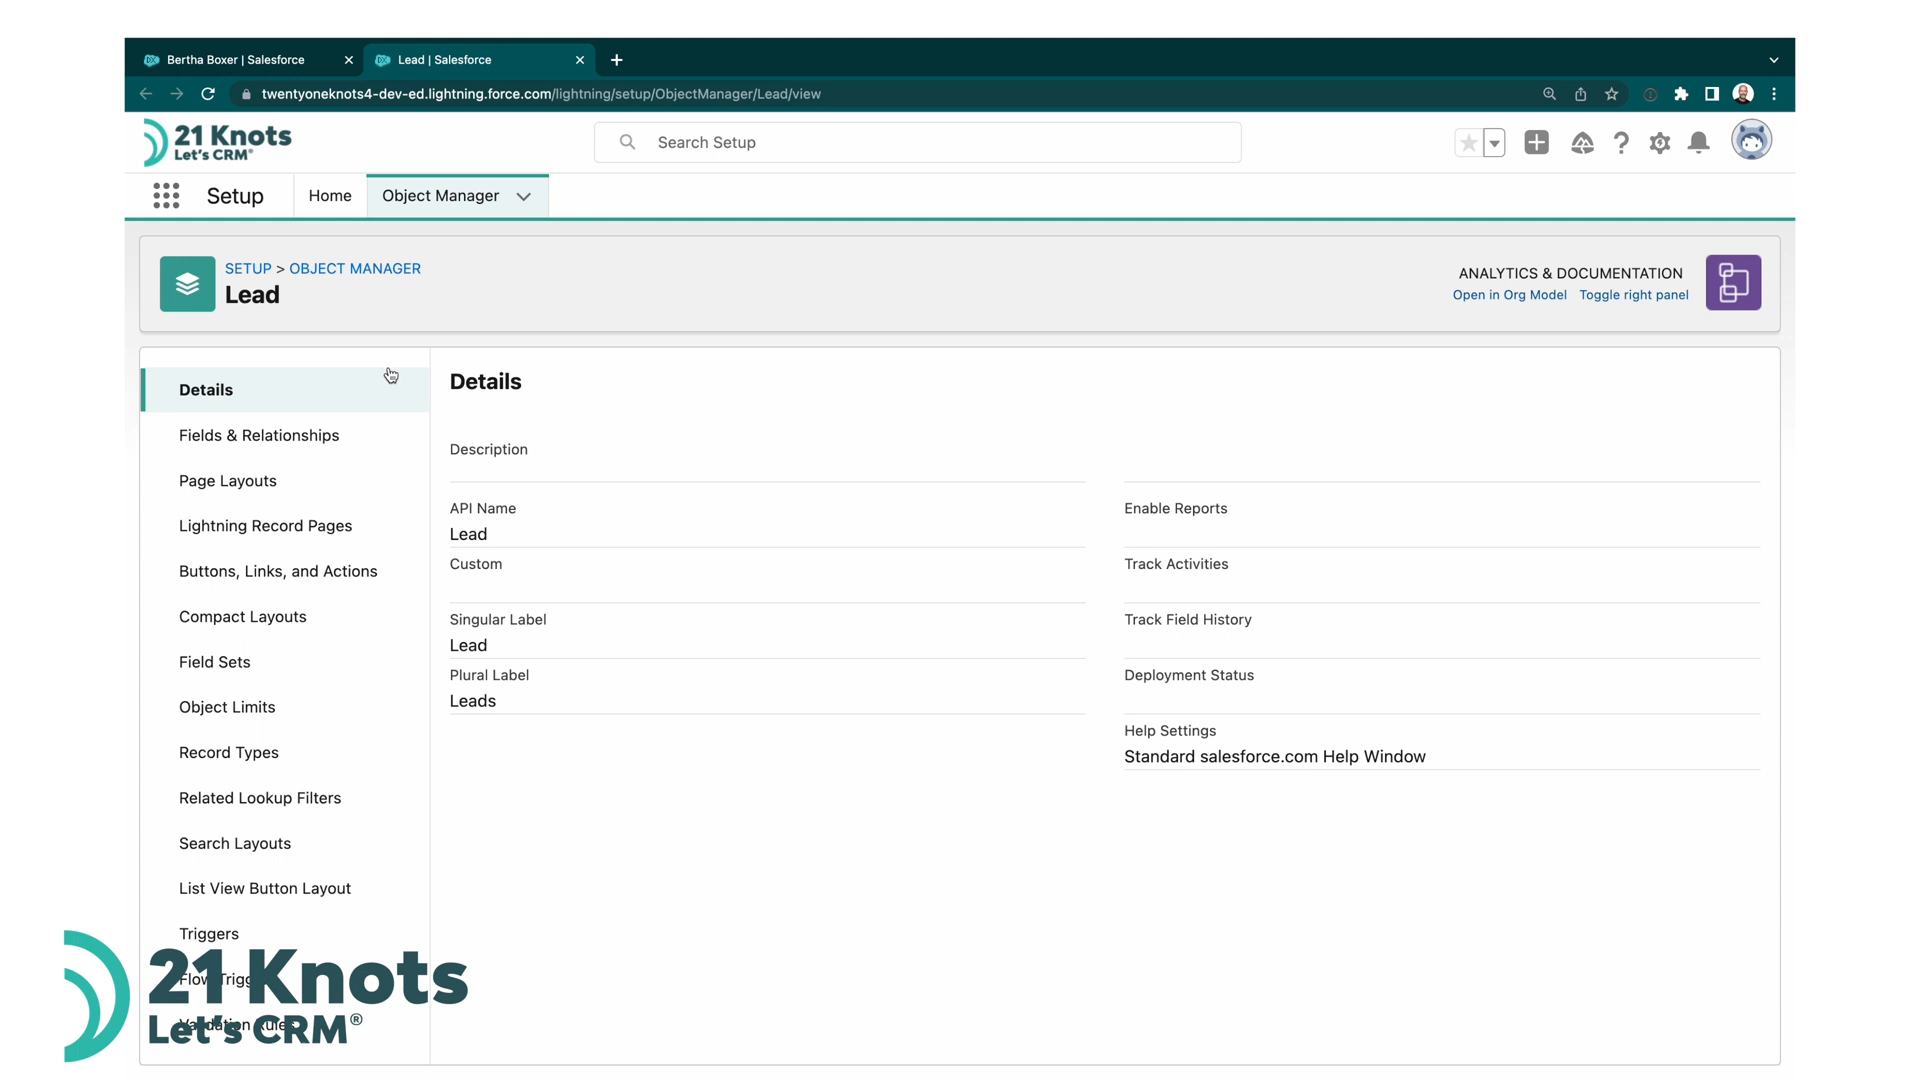 Bertha Boxer | Salesforce
Lead | Salesforce
twentyoneknots4-dev-ed.lightning.force.com/lightning/setup/ObjectManager/Lead/view
21 Knots
Let's CRM®
Search Setup
Setup
Home
Object Manager
SETUP > OBJECT MANAGER
Lead
ANALYTICS & DOCUMENTATION
Open in Org Model Toggle right panel
Details
Fields & Relationships
Page Layouts
Lightning Record Pages
Buttons, Links, and Actions
Compact Layouts
Field Sets
Object Limits
Record Types
Related Lookup Filters
Search Layouts
List View Button Layout
Triggers
Flow Trigg
Validation Rules
Details
Description
API Name
Lead
Custom
Singular Label
Lead
Plural Label
Leads
Enable Reports
Track Activities
Track Field History
Deployment Status
Help Settings
Standard salesforce.com Help Window
21 Knots
Let's CRM®